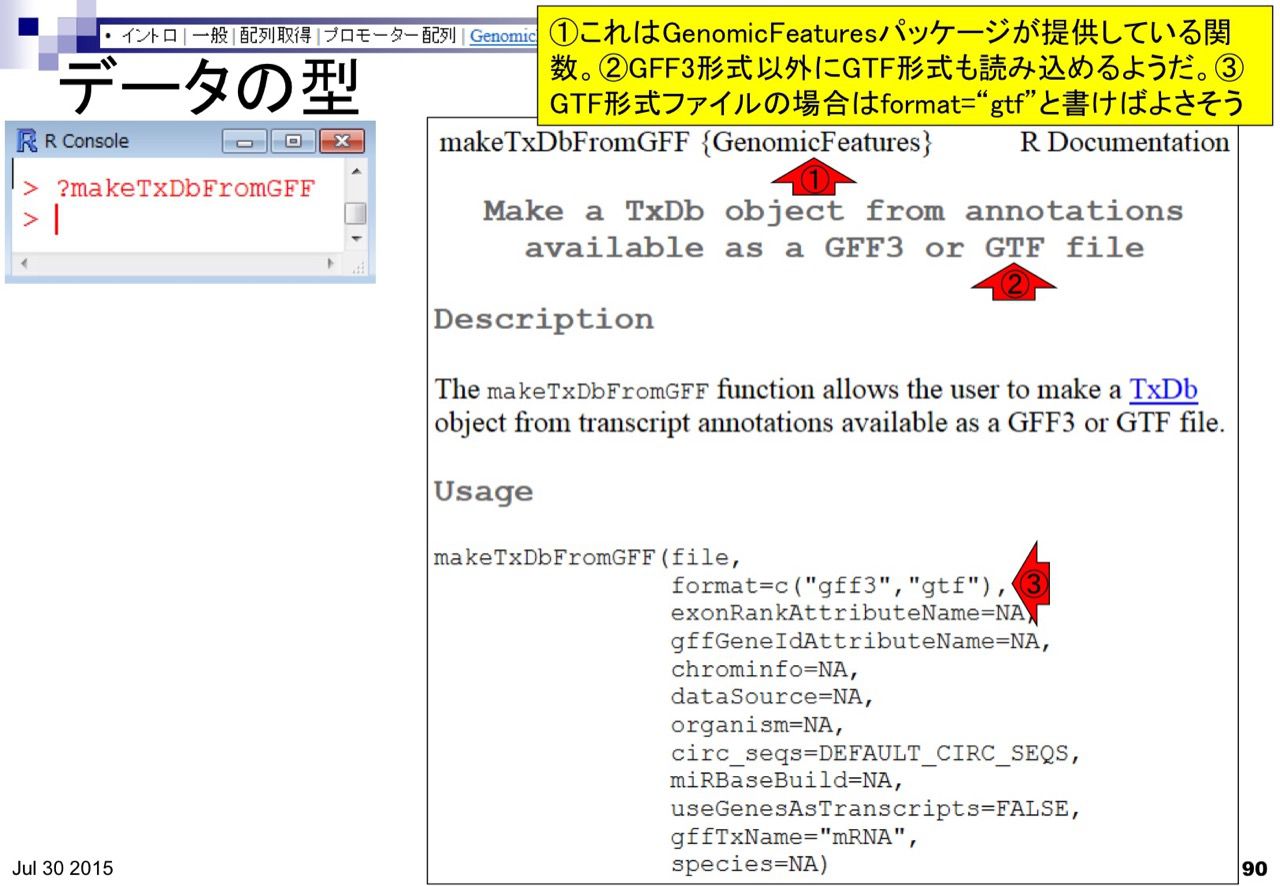 • イントロ | 一般 | 配列取得 | プロモーター配列 | Genomic
①これはGenomicFeaturesパッケージが提供している関
数。②GFF3形式以外にGTF形式も読み込めるようだ。③
GTF形式ファイルの場合はformat=“gtf”と書けばよさそう
データの型
R Console
> ?makeTxDbFromGFF
>
makeTxDbFromGFF {GenomicFeatures} R Documentation
①
Make a TxDb object from annotations
available as a GFF3 or GTF file
②
Description
The makeTxDbFromGFF function allows the user to make a TxDb
object from transcript annotations available as a GFF3 or GTF file.
Usage
makeTxDbFromGFF(file,
format=c("gff3","gtf"), ③
exonRankAttributeName=NA,
gffGeneIdAttributeName=NA,
chrominfo=NA,
dataSource=NA,
organism=NA,
circ_seqs=DEFAULT_CIRC_SEQS,
miRBaseBuild=NA,
useGenesAsTranscripts=FALSE,
gffTxName="mRNA",
species=NA)
Jul 30 2015
90